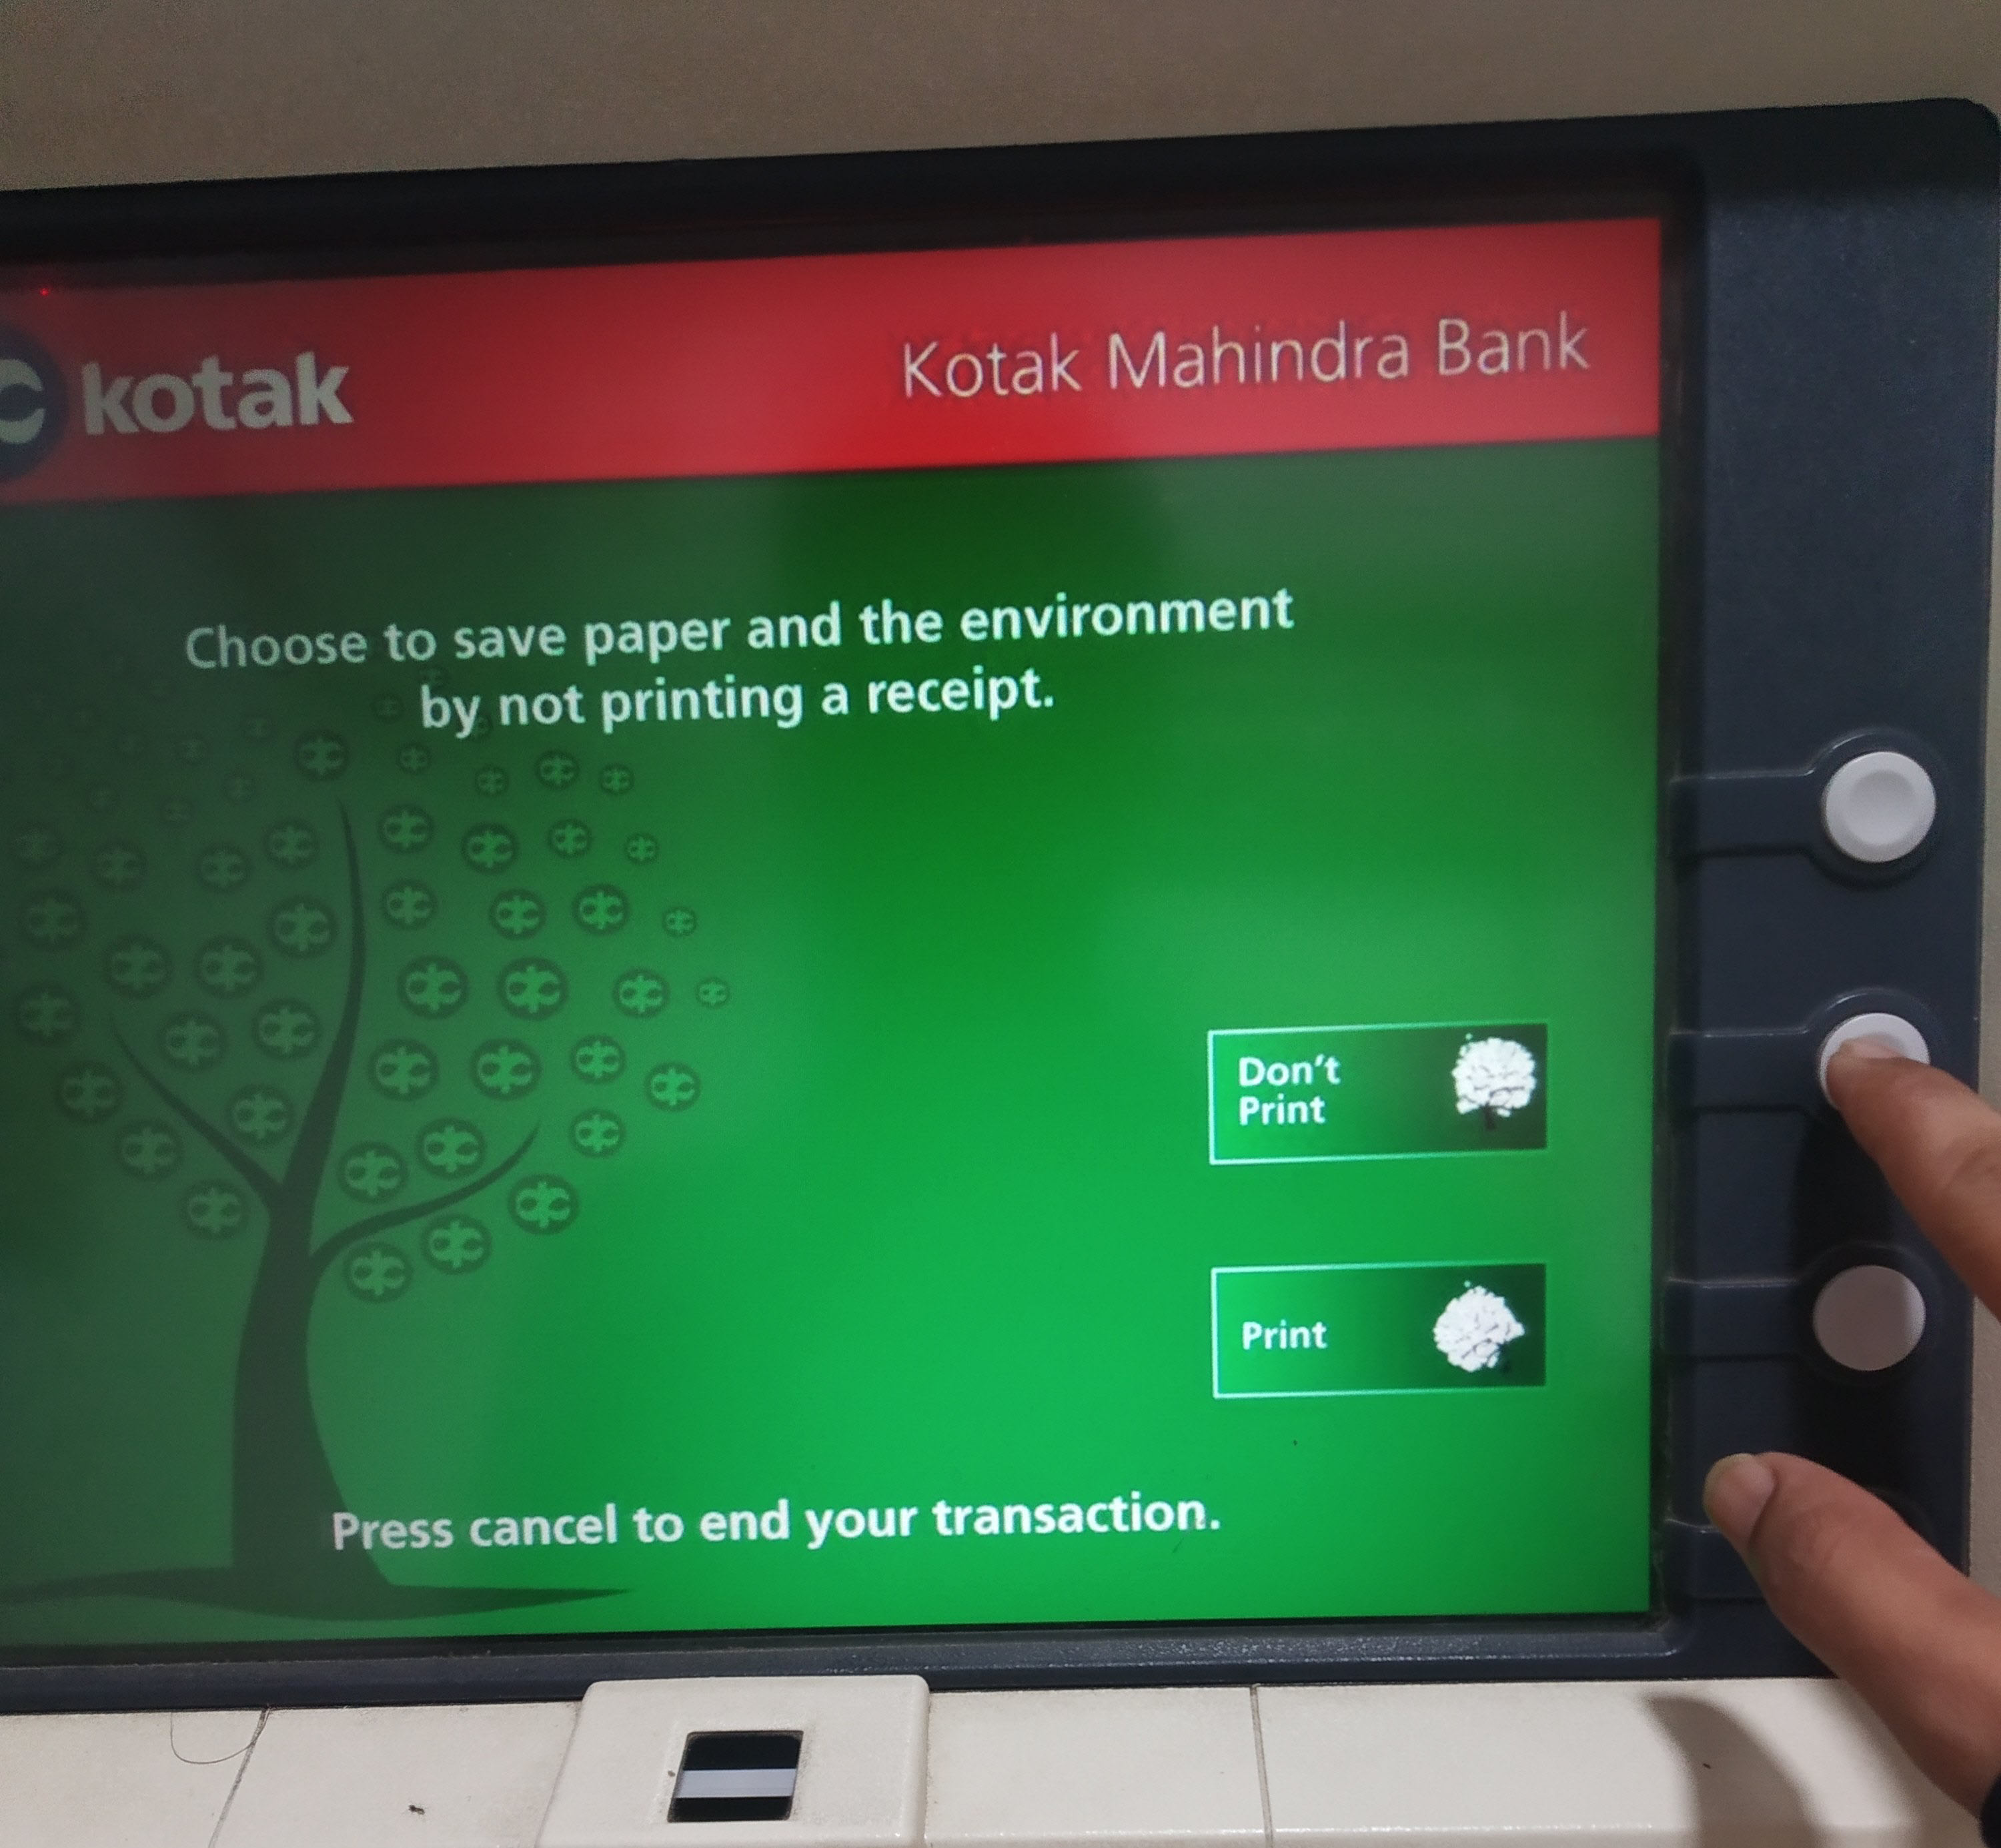 kotak
Kotak Mahindra Bank
Choose to save paper and the environment
by not printing a receipt.
Don't
Print
Print
Press cancel to end your transaction.